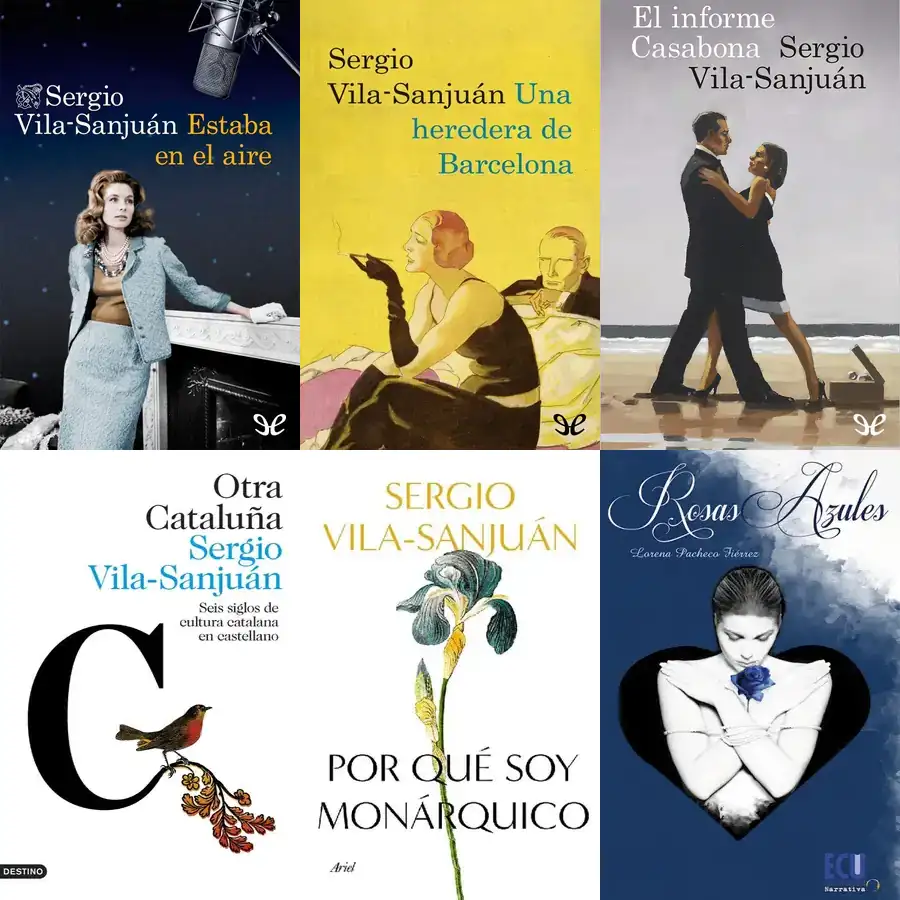 Sergio
Vila-Sanjuán Estaba
en el aire
Sergio
Vila-Sanjuán Una
heredera de
Barcelona
El informe
Casabona Sergio
Vila-Sanjuán
Otra
Cataluña
Sergio
Vila-Sanjuán
Seis siglos de
cultura catalana
en castellano
DESTINO
SERGIO
VILA-SANJUÁN
POR QUÉ SOY
MONÁRQUICO
Ariel
Rosas Azules
Lorena Pacheco Fiérrez
ECU
Narrativa